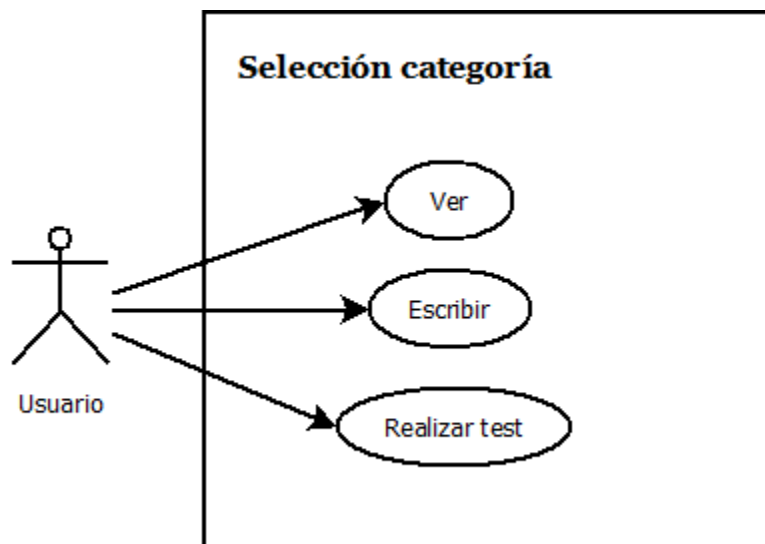 Selección categoría
Ver
Escribir
Usuario
Realizar test